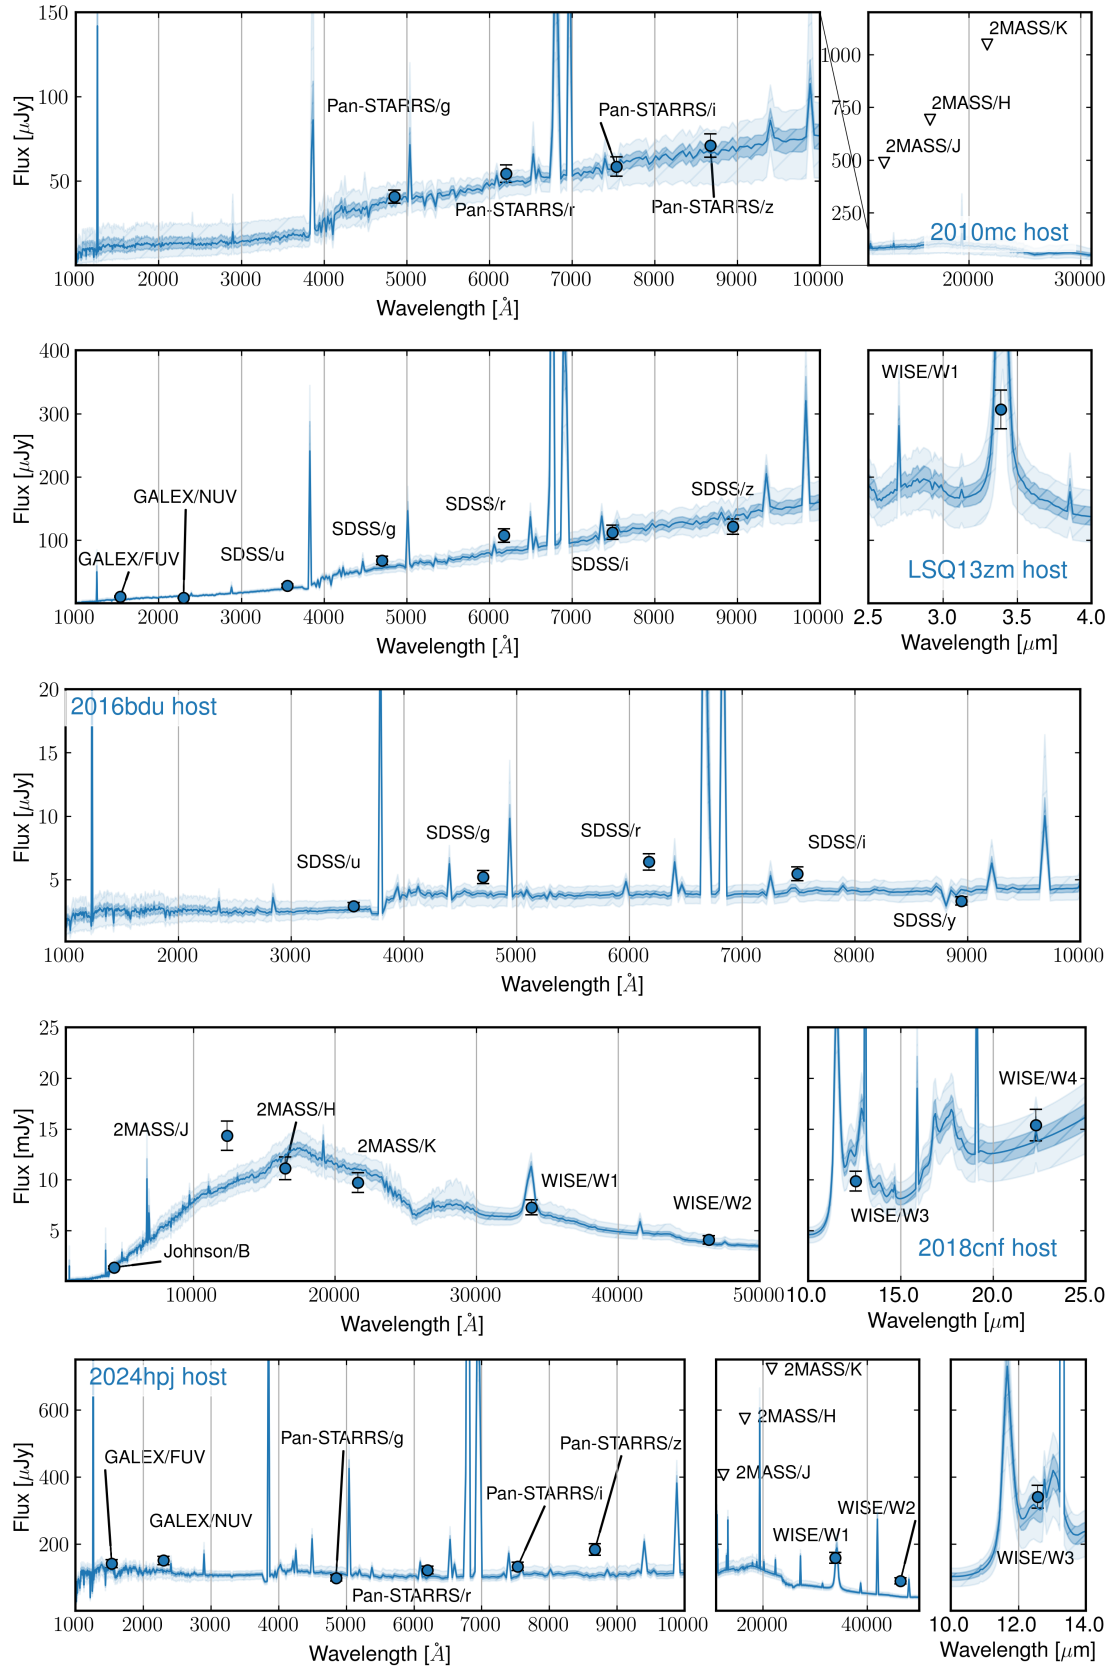 150
100
50
Flux [μJy]
Pan-STARRS/g
Pan-STARRS/i
Pan-STARRS/r
Pan-STARRS/z
1000 2000 3000 4000 5000 6000 7000 8000 9000 10000
Wavelength [Å]
1000
750
500
250
2MASS/K
2MASS/H
2MASS/J
2010mc host
20000 30000
400
300
200
100
Flux [μJy]
GALEX/NUV
GALEX/FUV
SDSS/u
SDSS/g
SDSS/r
SDSS/i
SDSS/z
1000 2000 3000 4000 5000 6000 7000 8000 9000 10000
Wavelength [Å]
WISE/W1
LSQ13zm host
2.5 3.0 3.5 4.0
Wavelength [μm]
20
15
10
5
Flux [μJy]
2016bdu host
SDSS/u
SDSS/g
SDSS/r
SDSS/i
SDSS/y
1000 2000 3000 4000 5000 6000 7000 8000 9000 10000
Wavelength [Å]
25
20
15
10
5
Flux [mJy]
2MASS/J
2MASS/H
2MASS/K
Johnson/B
WISE/W1
WISE/W2
10000 20000 30000 40000 50000
Wavelength [Å]
WISE/W4
WISE/W3
2018cnf host
10.0 15.0 20.0 25.0
Wavelength [μm]
600
400
200
Flux [μJy]
2024hpj host
GALEX/FUV
GALEX/NUV
Pan-STARRS/g
Pan-STARRS/r
Pan-STARRS/i
Pan-STARRS/z
1000 2000 3000 4000 5000 6000 7000 8000 9000 10000
Wavelength [Å]
2MASS/K
2MASS/H
2MASS/J
WISE/W2
WISE/W1
20000 40000
WISE/W3
10.0 12.0 14.0
Wavelength [μm]